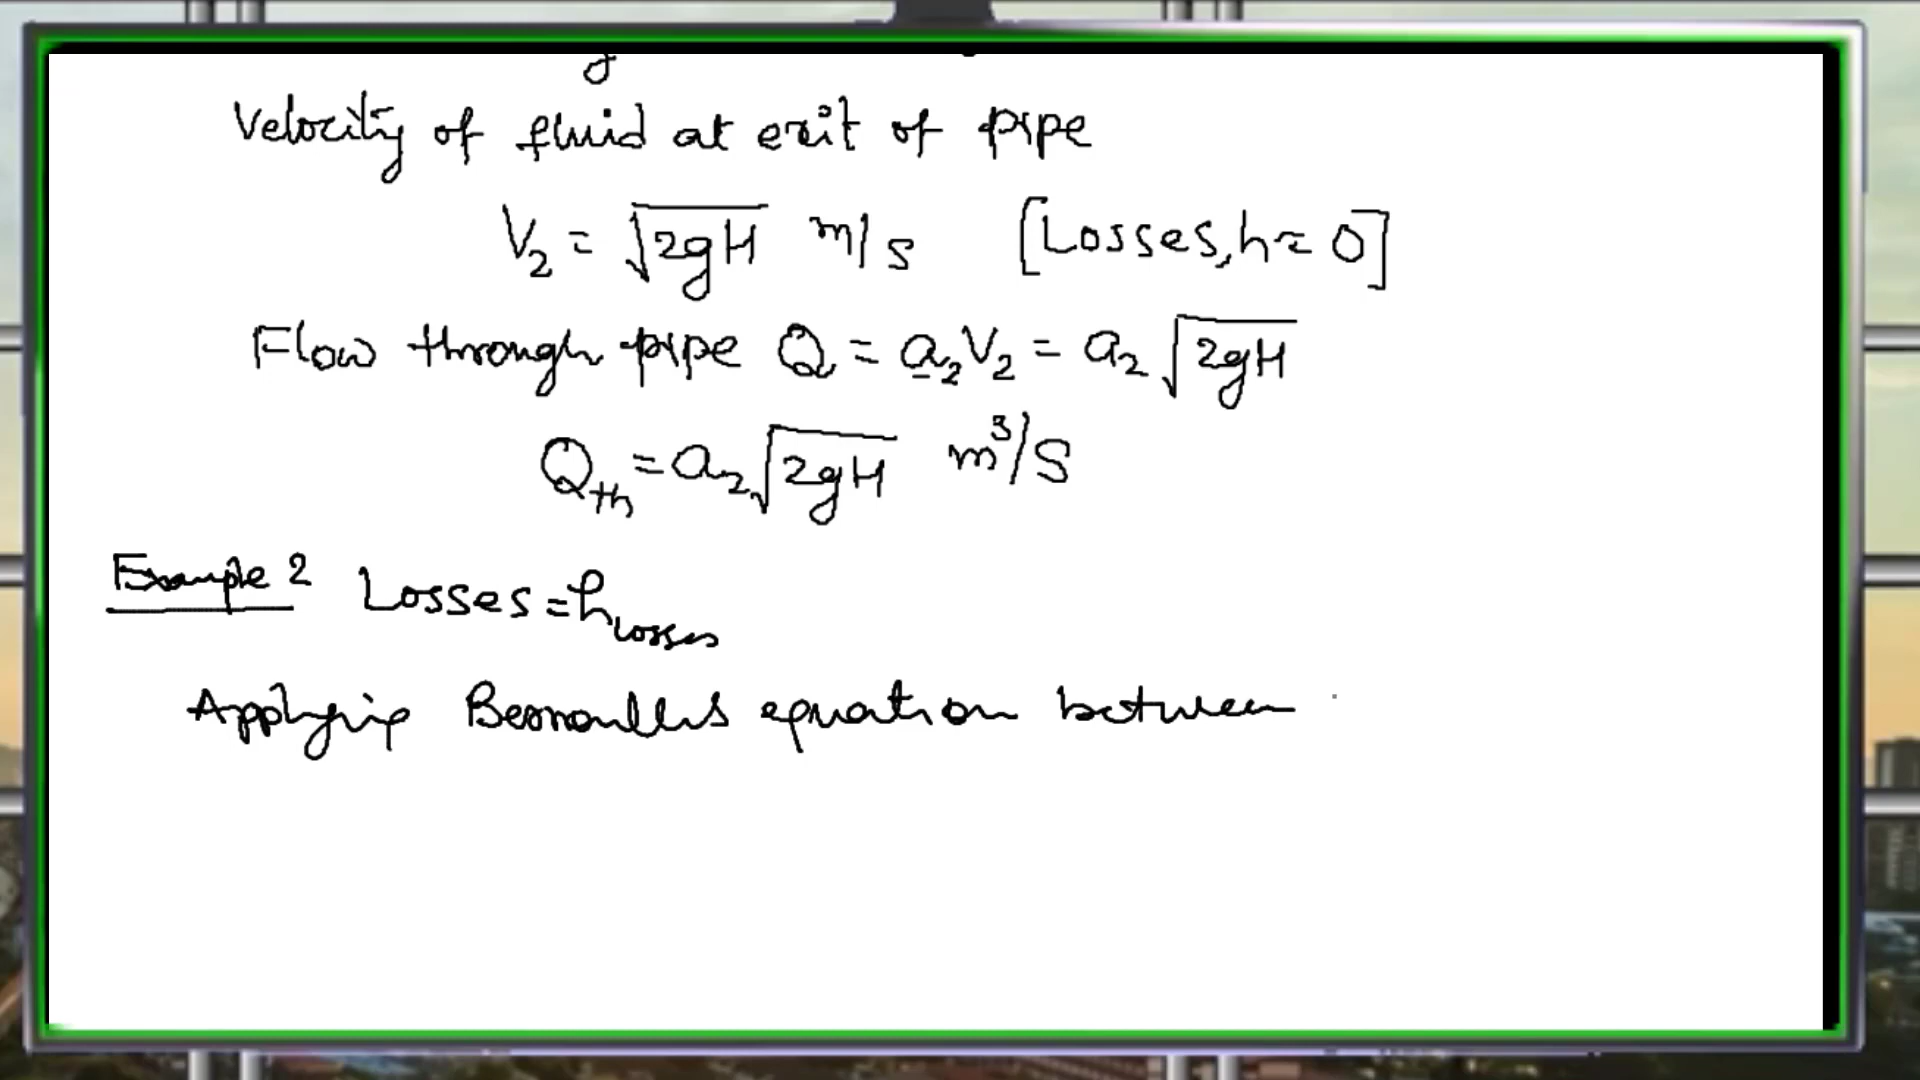 Velocity of fluid at exit of pipe
V₂ = √2gH m/s [Losses, h = 0]
Flow through pipe Q = a₂V₂ = a₂ √2gH
Qth = a₂ √2gH m³/s
Example 2 Losses = hlosses
Applying Bernoullis equation between